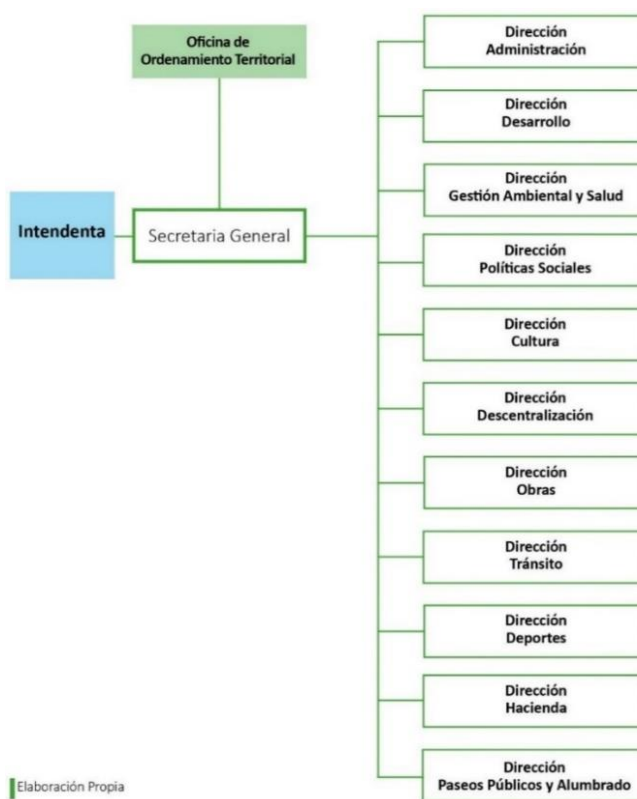 Oficina de
Ordenamiento Territorial
Intendenta
Secretaria General
Dirección
Administración
Dirección
Desarrollo
Dirección
Gestión Ambiental y Salud
Dirección
Políticas Sociales
Dirección
Cultura
Dirección
Descentralización
Dirección
Obras
Dirección
Tránsito
Dirección
Deportes
Dirección
Hacienda
Dirección
Paseos Públicos y Alumbrado
Elaboración Propia